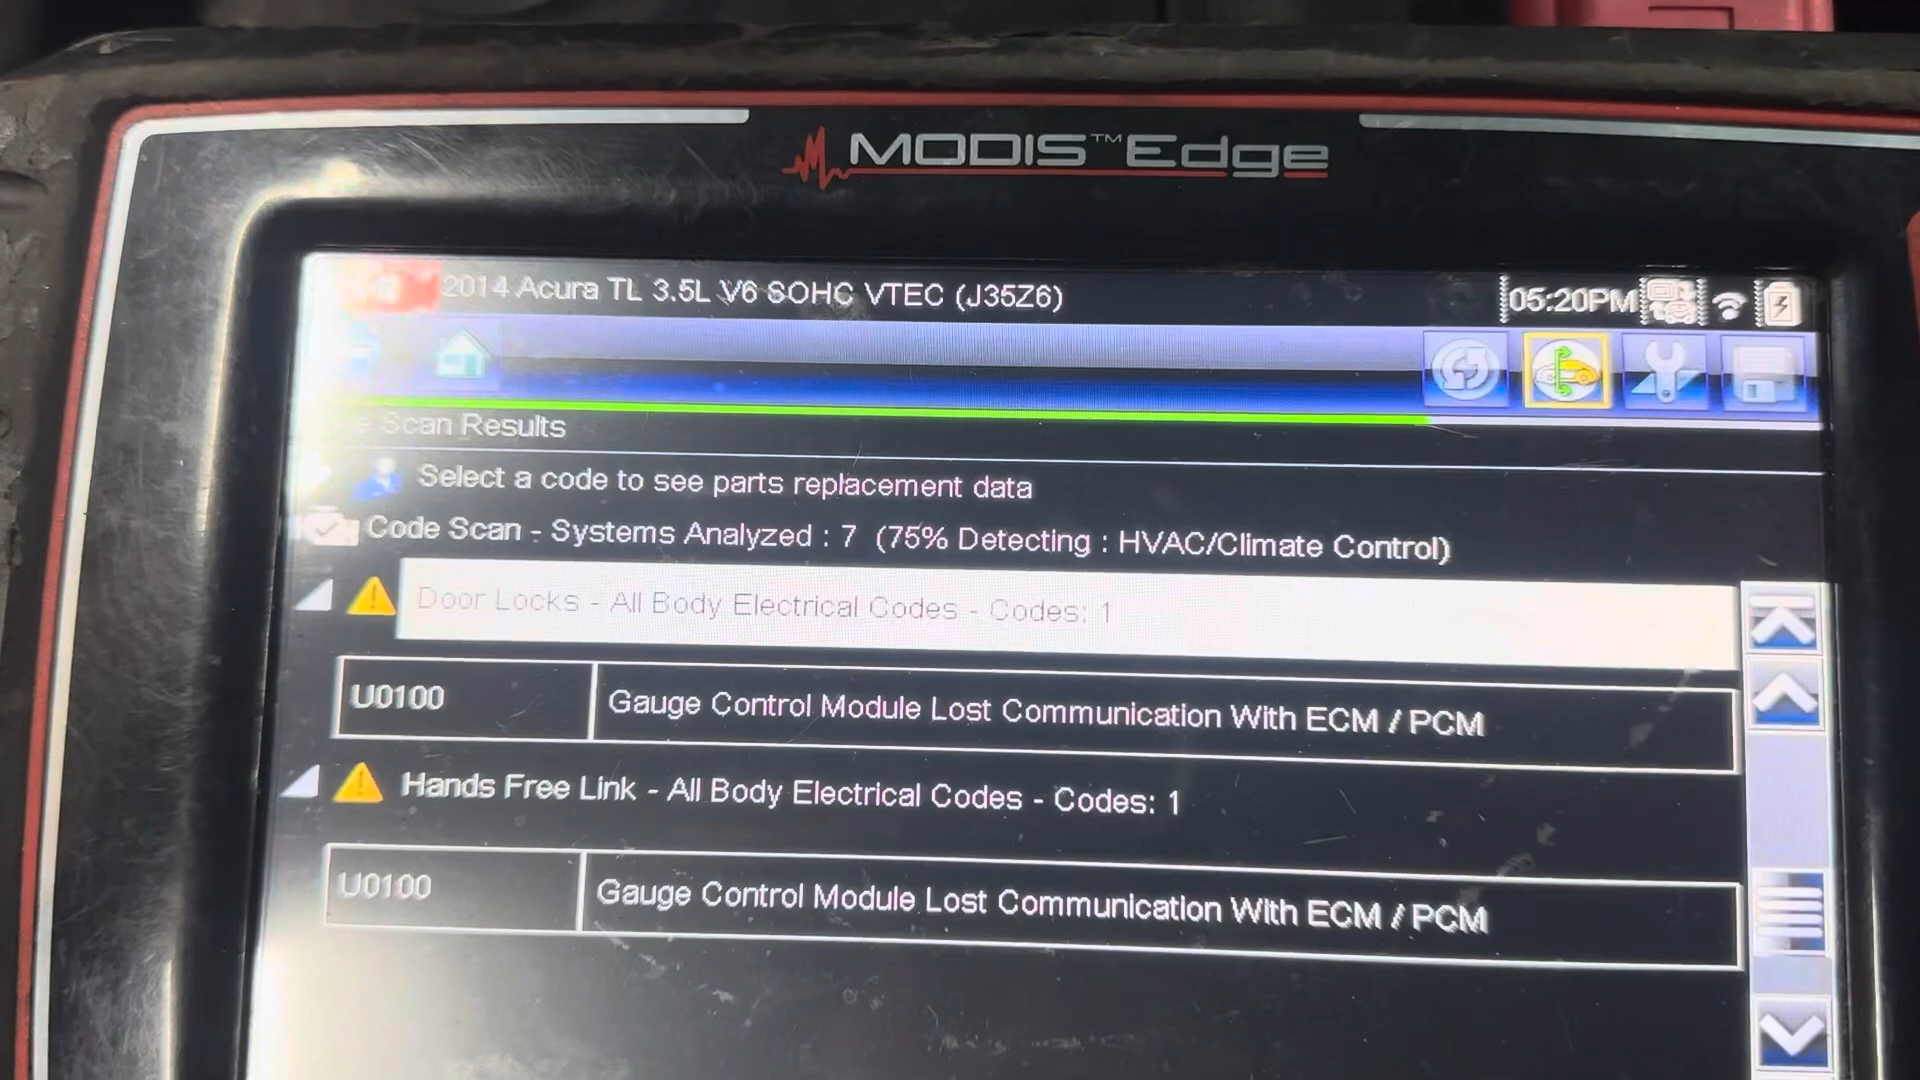 MODIS™ Edge
2014 Acura TL 3.5L V6 SOHC VTEC (J35Z6) 05:20PM
Scan Results
Select a code to see parts replacement data
Code Scan - Systems Analyzed : 7 (75% Detecting : HVAC/Climate Control)
Door Locks - All Body Electrical Codes - Codes: 1
U0100 Gauge Control Module Lost Communication With ECM / PCM
Hands Free Link - All Body Electrical Codes - Codes: 1
U0100 Gauge Control Module Lost Communication With ECM / PCM